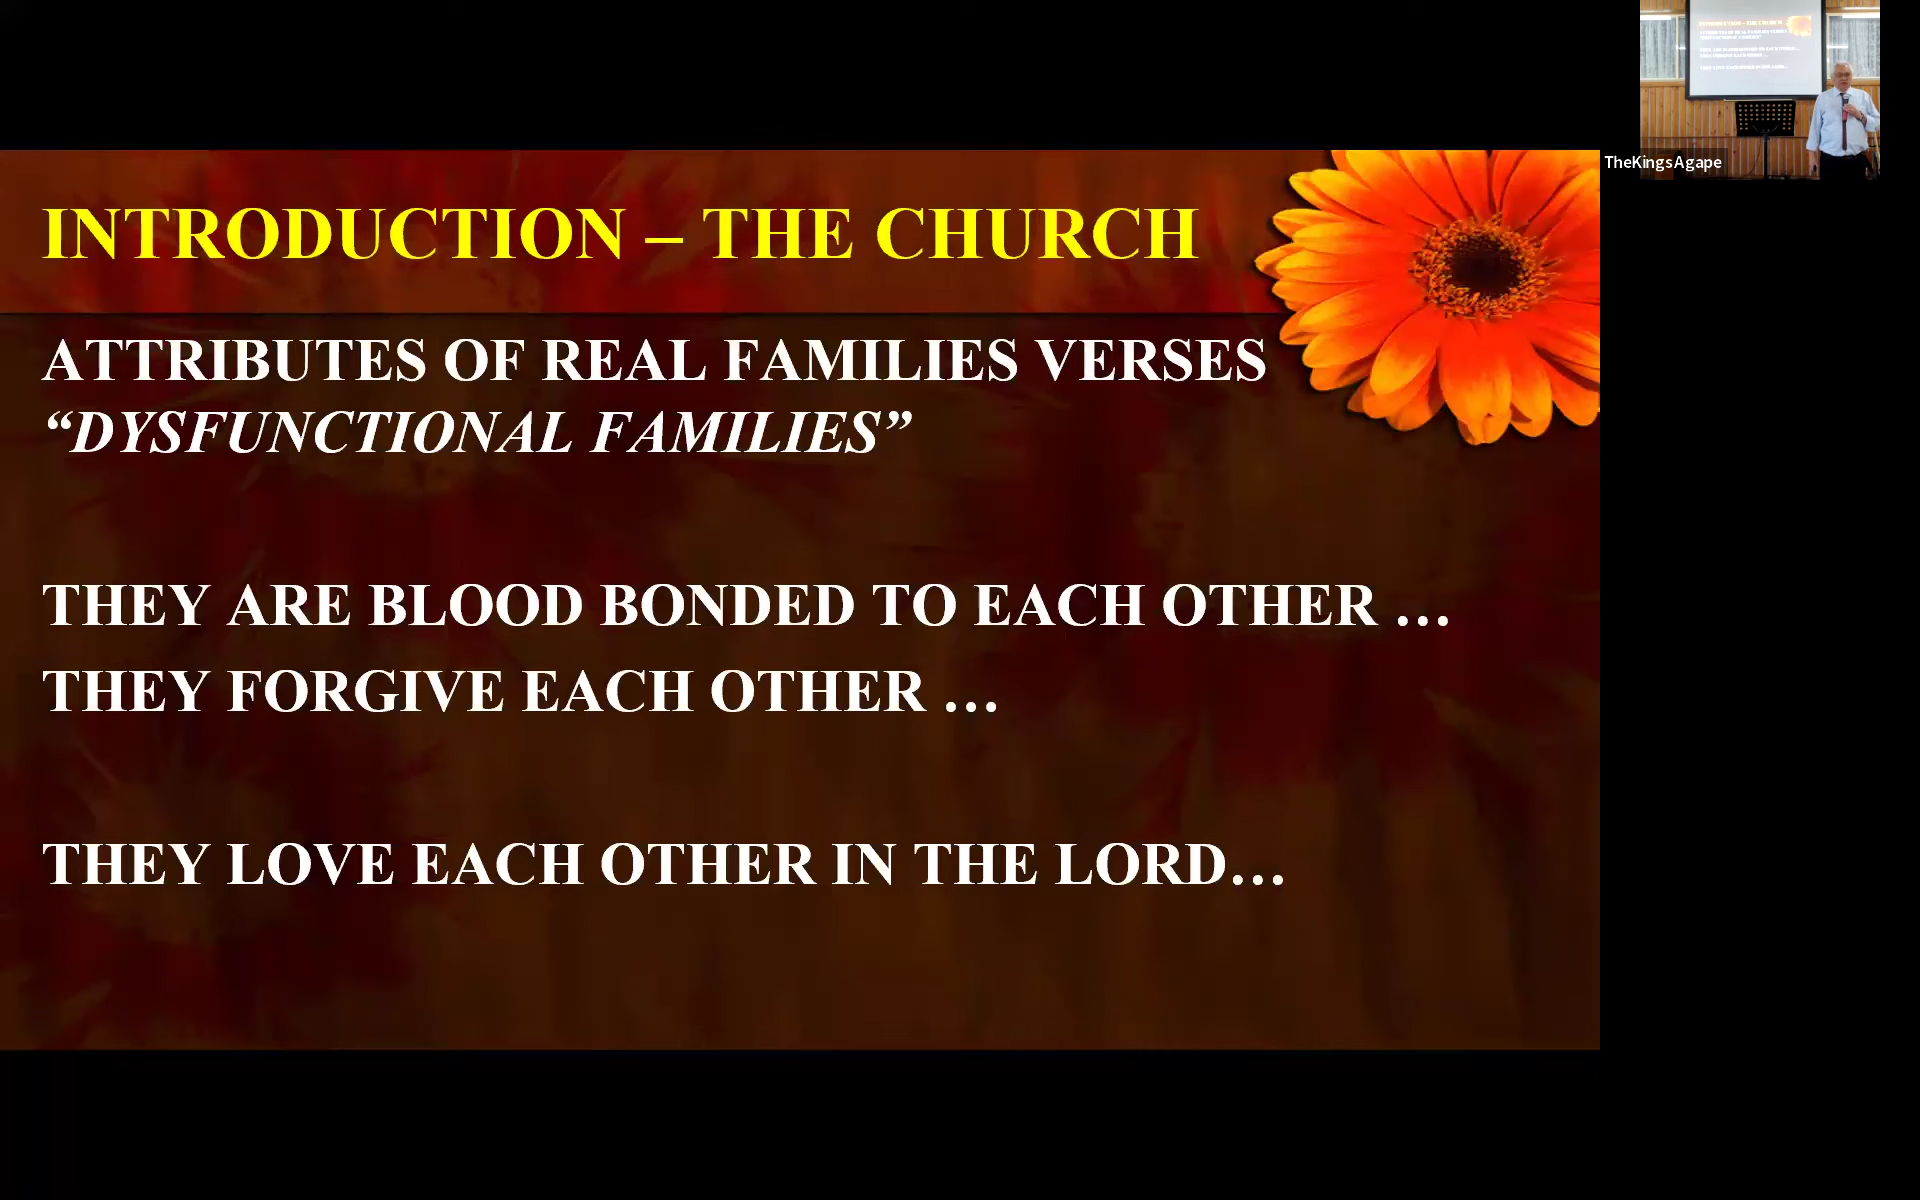 INTRODUCTION – THE CHURCH
ATTRIBUTES OF REAL FAMILIES VERSES
“DYSFUNCTIONAL FAMILIES”
THEY ARE BLOOD BONDED TO EACH OTHER …
THEY FORGIVE EACH OTHER …
THEY LOVE EACH OTHER IN THE LORD…
TheKingsAgape